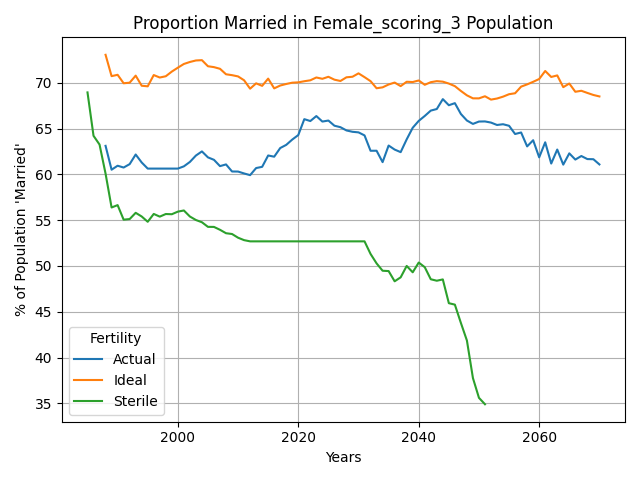 Proportion Married in Female_scoring_3 Population
% of Population 'Married'
70
65
60
55
50
45
40
35
Fertility
Actual
Ideal
Sterile
2000 2020 2040 2060
Years